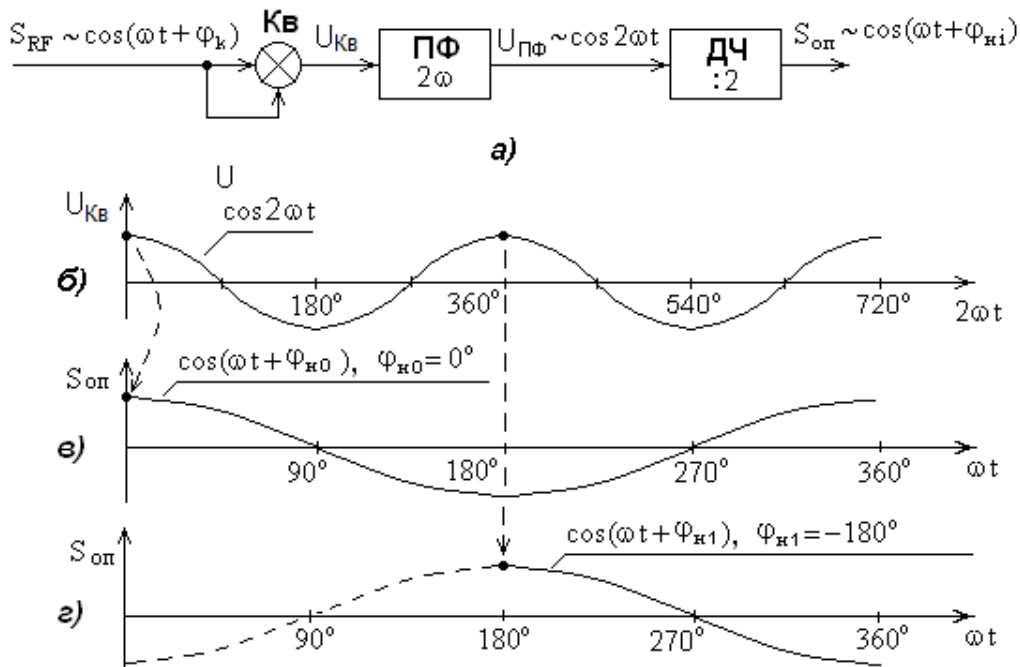 S_RF ~ cos(ωt + φ_k) Кв U_Кв ПФ 2ω U_ПФ ~ cos 2ωt ДЧ :2 S_оп ~ cos(ωt + φ_нi)
а)
U
U_Кв cos 2ωt
б) 180° 360° 540° 720° 2ωt
S_оп cos(ωt + φ_н0), φ_н0 = 0°
в) 90° 180° 270° 360° ωt
S_оп cos(ωt + φ_н1), φ_н1 = −180°
г) 90° 180° 270° 360° ωt